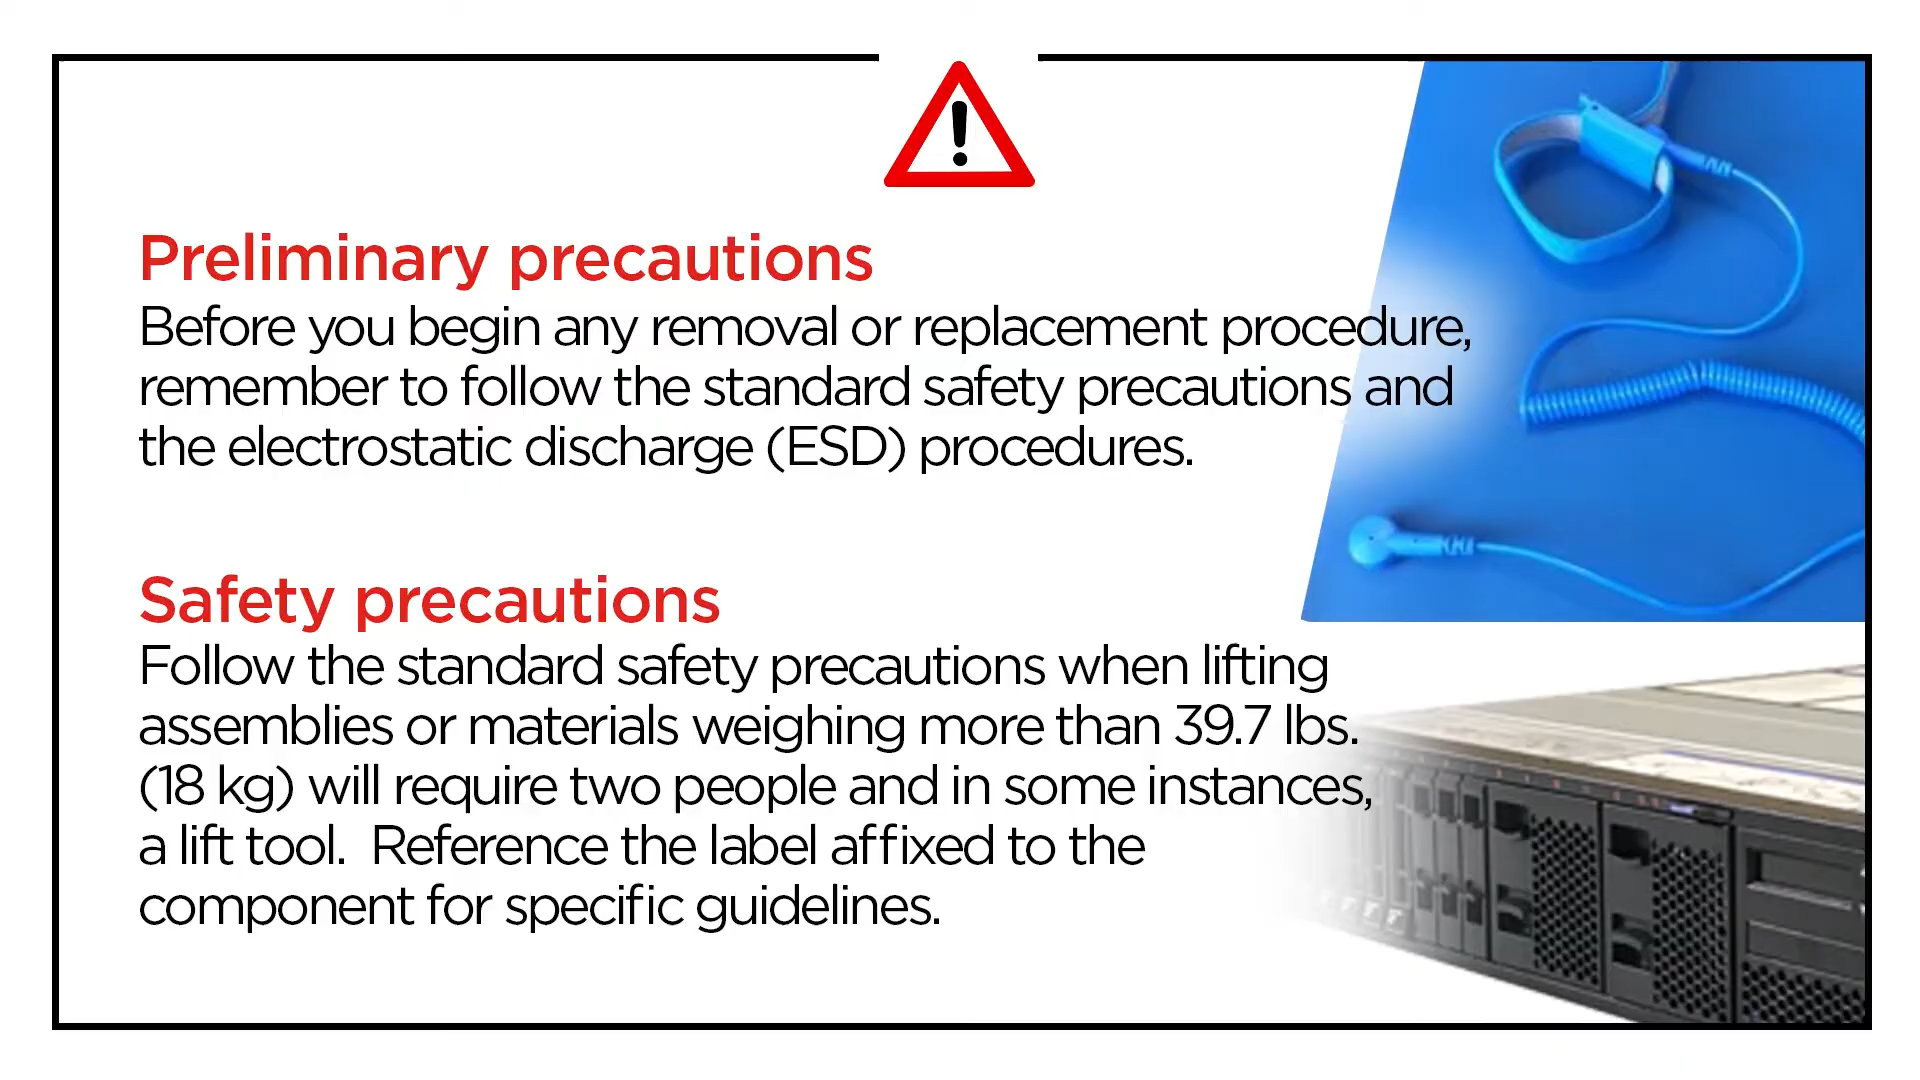 Preliminary precautions
Before you begin any removal or replacement procedure,
remember to follow the standard safety precautions and
the electrostatic discharge (ESD) procedures.
Safety precautions
Follow the standard safety precautions when lifting
assemblies or materials weighing more than 39.7 lbs.
(18 kg) will require two people and in some instances,
a lift tool.  Reference the label affixed to the
component for specific guidelines.